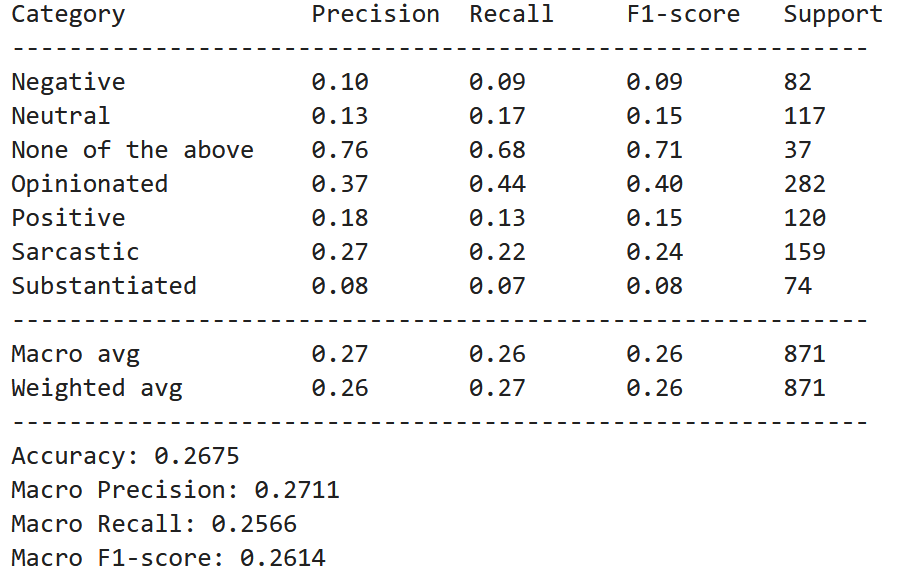 Category Precision Recall F1-score Support
------------------------------------------------------------
Negative 0.10 0.09 0.09 82
Neutral 0.13 0.17 0.15 117
None of the above 0.76 0.68 0.71 37
Opinionated 0.37 0.44 0.40 282
Positive 0.18 0.13 0.15 120
Sarcastic 0.27 0.22 0.24 159
Substantiated 0.08 0.07 0.08 74
------------------------------------------------------------
Macro avg 0.27 0.26 0.26 871
Weighted avg 0.26 0.27 0.26 871
------------------------------------------------------------
Accuracy: 0.2675
Macro Precision: 0.2711
Macro Recall: 0.2566
Macro F1-score: 0.2614